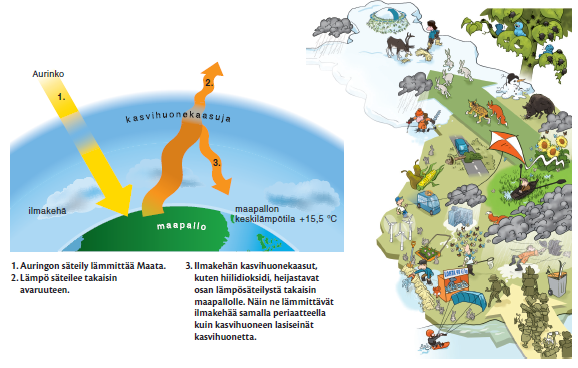 Aurinko
1.
2.
kasvihuonekaasuja
3.
ilmakehä
maapallon
keskilämpötila +15,5 °C
maapallo
1. Auringon säteily lämmittää Maata.
2. Lämpö säteilee takaisin
avaruuteen.
3. Ilmakehän kasvihuonekaasut,
kuten hiilidioksidi, heijastavat
osan lämpösäteilystä takaisin
maapallolle. Näin ne lämmittävät
ilmakehää samalla periaatteella
kuin kasvihuoneen lasiseinät
kasvihuonetta.